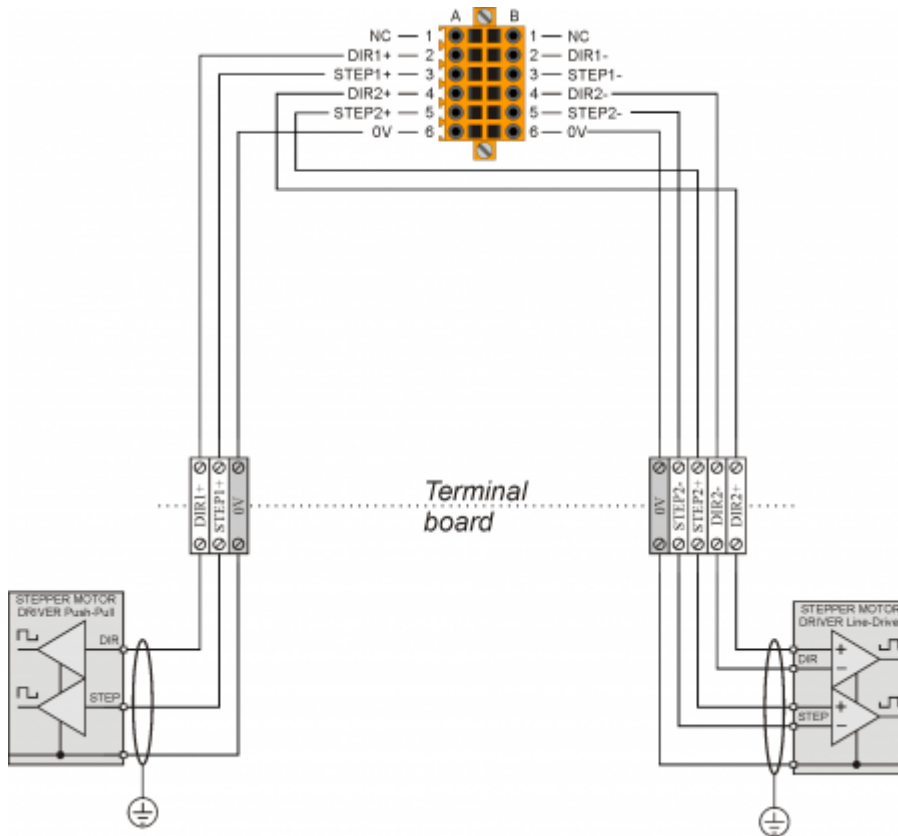 A B
NC 1 1 NC
DIR1+ 2 2 DIR1-
STEP1+ 3 3 STEP1-
DIR2+ 4 4 DIR2-
STEP2+ 5 5 STEP2-
0V 6 6 0V
DIR1+
STEP1+
0V
Terminal
board
0V
STEP2-
STEP2+
DIR2-
DIR2+
STEPPER MOTOR
DRIVER Push-Pull
DIR
STEP
STEPPER MOTOR
DRIVER Line-Drive
+
DIR
-
+
STEP
-